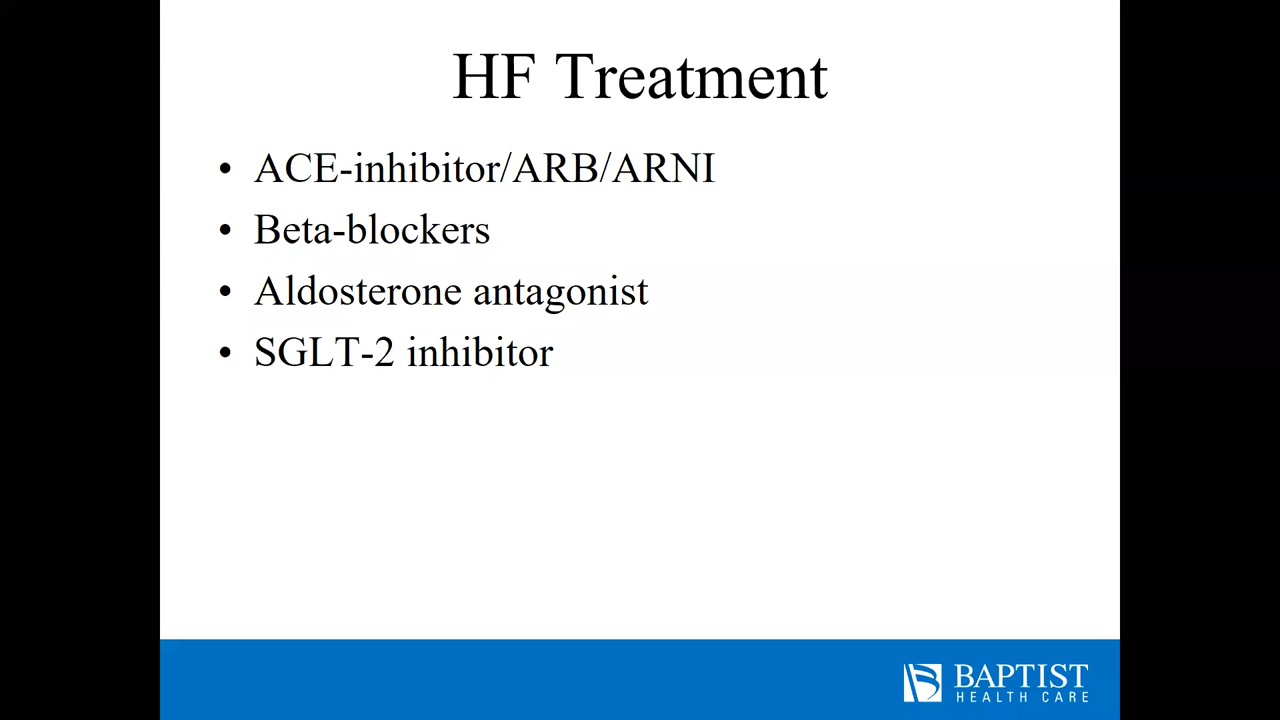 HF Treatment
• ACE-inhibitor/ARB/ARNI
• Beta-blockers
• Aldosterone antagonist
• SGLT-2 inhibitor
BAPTIST
HEALTH CARE